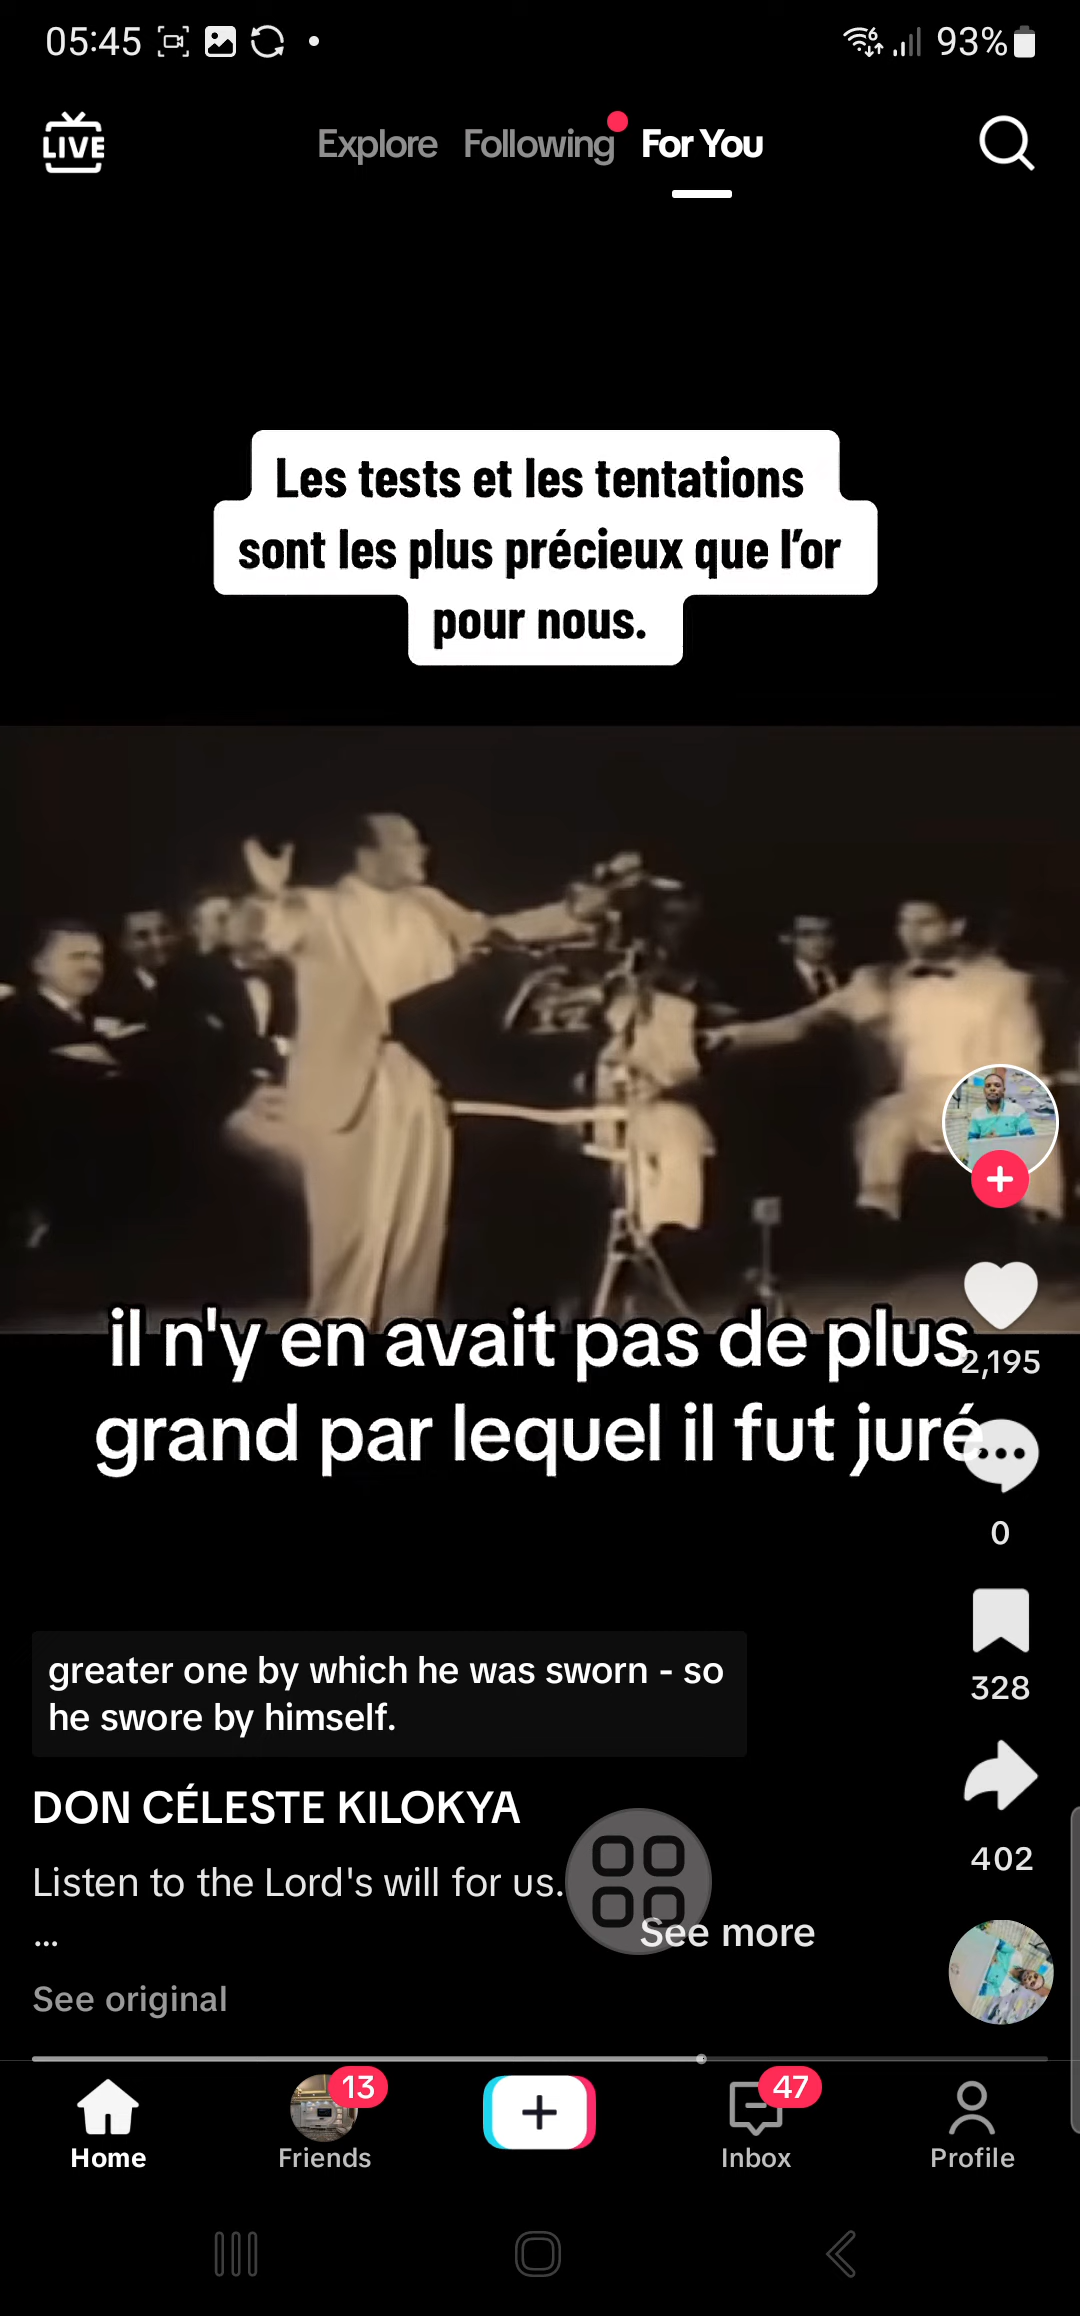 05:45
93%
LIVE
Explore Following For You
Les tests et les tentations
sont les plus précieux que l'or
pour nous.
il n'y en avait pas de plus
grand par lequel il fut juré
2,195
0
328
402
greater one by which he was sworn - so
he swore by himself.
DON CÉLESTE KILOKYA
Listen to the Lord's will for us.
...
See more
See original
13
47
Home
Friends
Inbox
Profile